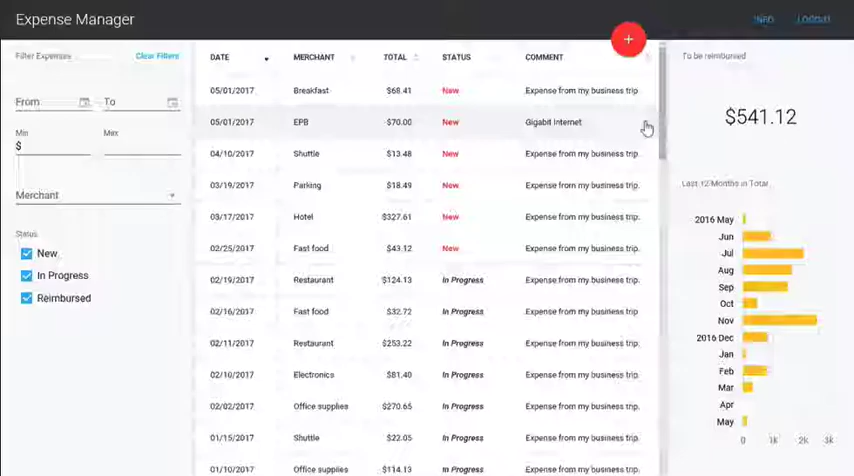 Expense Manager
INFO LOGOUT
Filter Expenses Clear Filters
From To
Min Max
$
Merchant
Status
New
In Progress
Reimbursed
DATE MERCHANT TOTAL STATUS COMMENT
05/01/2017 Breakfast $68.41 New Expense from my business trip
05/01/2017 EPB $70.00 New Gigabit Internet
04/10/2017 Shuttle $13.48 New Expense from my business trip.
03/19/2017 Parking $18.49 New Expense from my business trip.
03/17/2017 Hotel $327.61 New Expense from my business trip.
02/25/2017 Fast food $43.12 New Expense from my business trip.
02/19/2017 Restaurant $124.13 In Progress Expense from my business trip.
02/16/2017 Fast food $32.72 In Progress Expense from my business trip.
02/11/2017 Restaurant $253.22 In Progress Expense from my business trip.
02/10/2017 Electronics $81.40 In Progress Expense from my business trip.
02/02/2017 Office supplies $270.65 In Progress Expense from my business trip.
01/15/2017 Shuttle $22.05 In Progress Expense from my business trip.
01/10/2017 Office supplies $114.13 In Progress Expense from my business trip.
To be reimbursed
$541.12
Last 12 Months in Total
2016 May
Jun
Jul
Aug
Sep
Oct
Nov
2016 Dec
Jan
Feb
Mar
Apr
May
0 1k 2k 3k